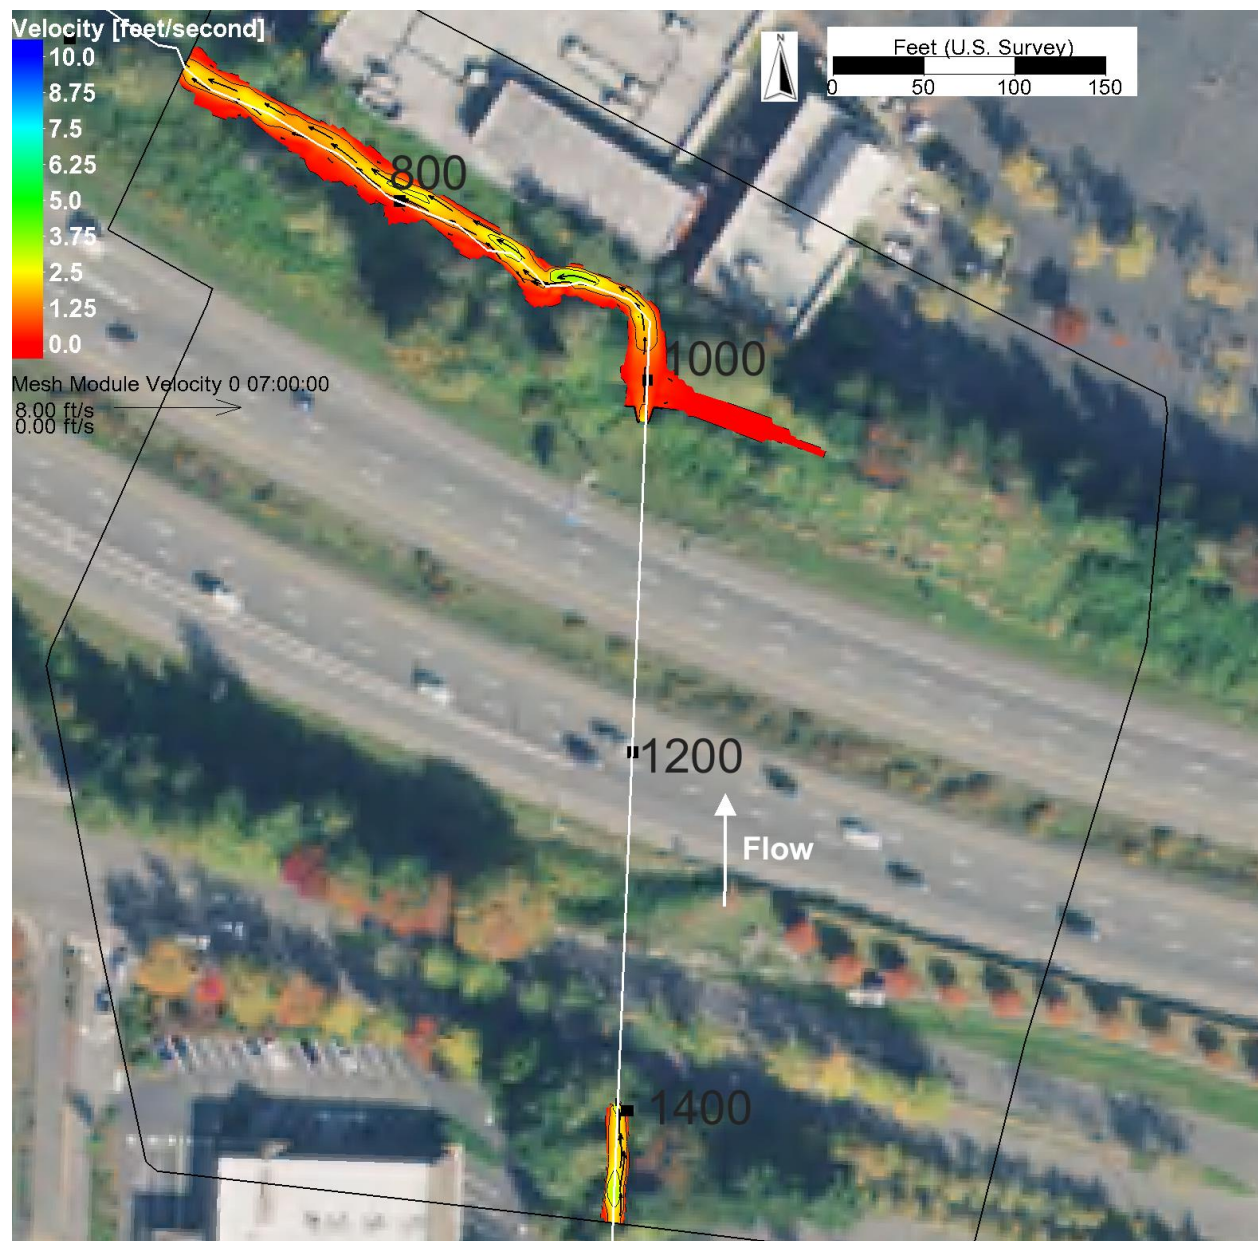 Velocity [feet/second]
10.0
8.75
7.5
6.25
5.0
3.75
2.5
1.25
0.0
Mesh Module Velocity 0 07:00:00
8.00 ft/s
0.00 ft/s
N
Feet (U.S. Survey)
0 50 100 150
800
1000
1200
Flow
1400